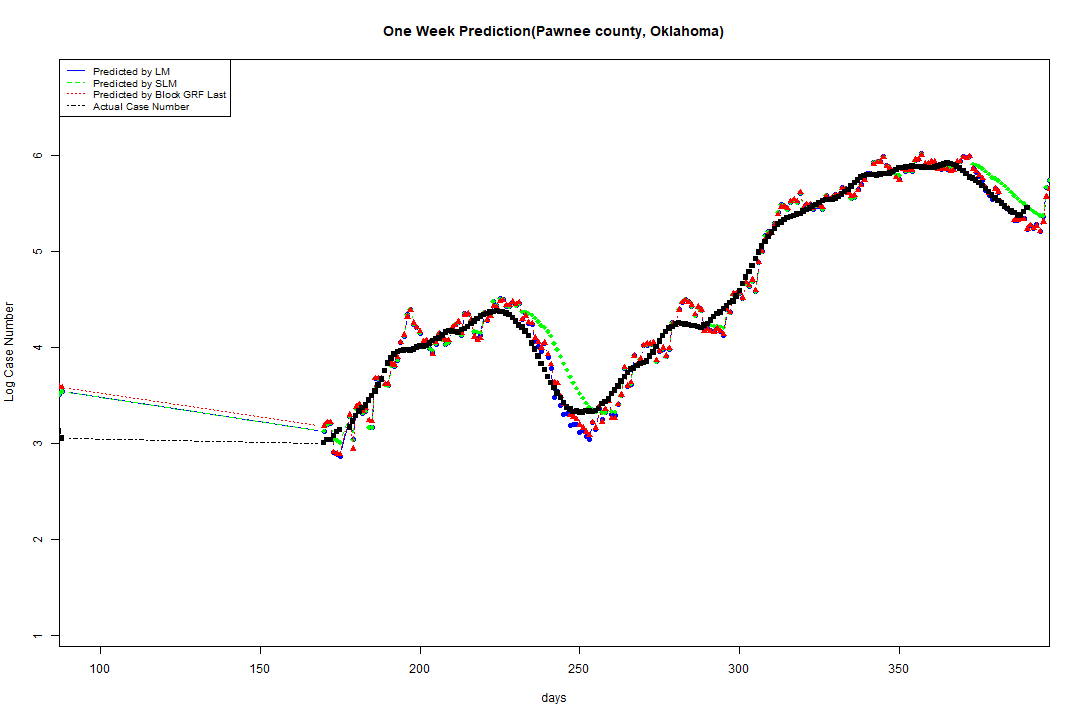 One Week Prediction(Pawnee county, Oklahoma)
Predicted by LM
Predicted by SLM
Predicted by Block GRF Last
Actual Case Number
Log Case Number
6
5
4
3
2
1
100 150 200 250 300 350
days